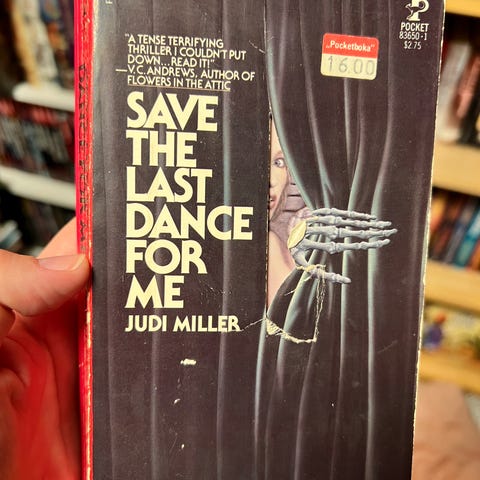 "A TENSE TERRIFYING
THRILLER I COULDN'T PUT
DOWN...READ IT!"
—V.C. ANDREWS, AUTHOR OF
FLOWERS IN THE ATTIC
POCKET
83650-1
$2.75
"Pocketboka"
16.00
SAVE
THE
LAST
DANCE
FOR
ME
JUDI MILLER